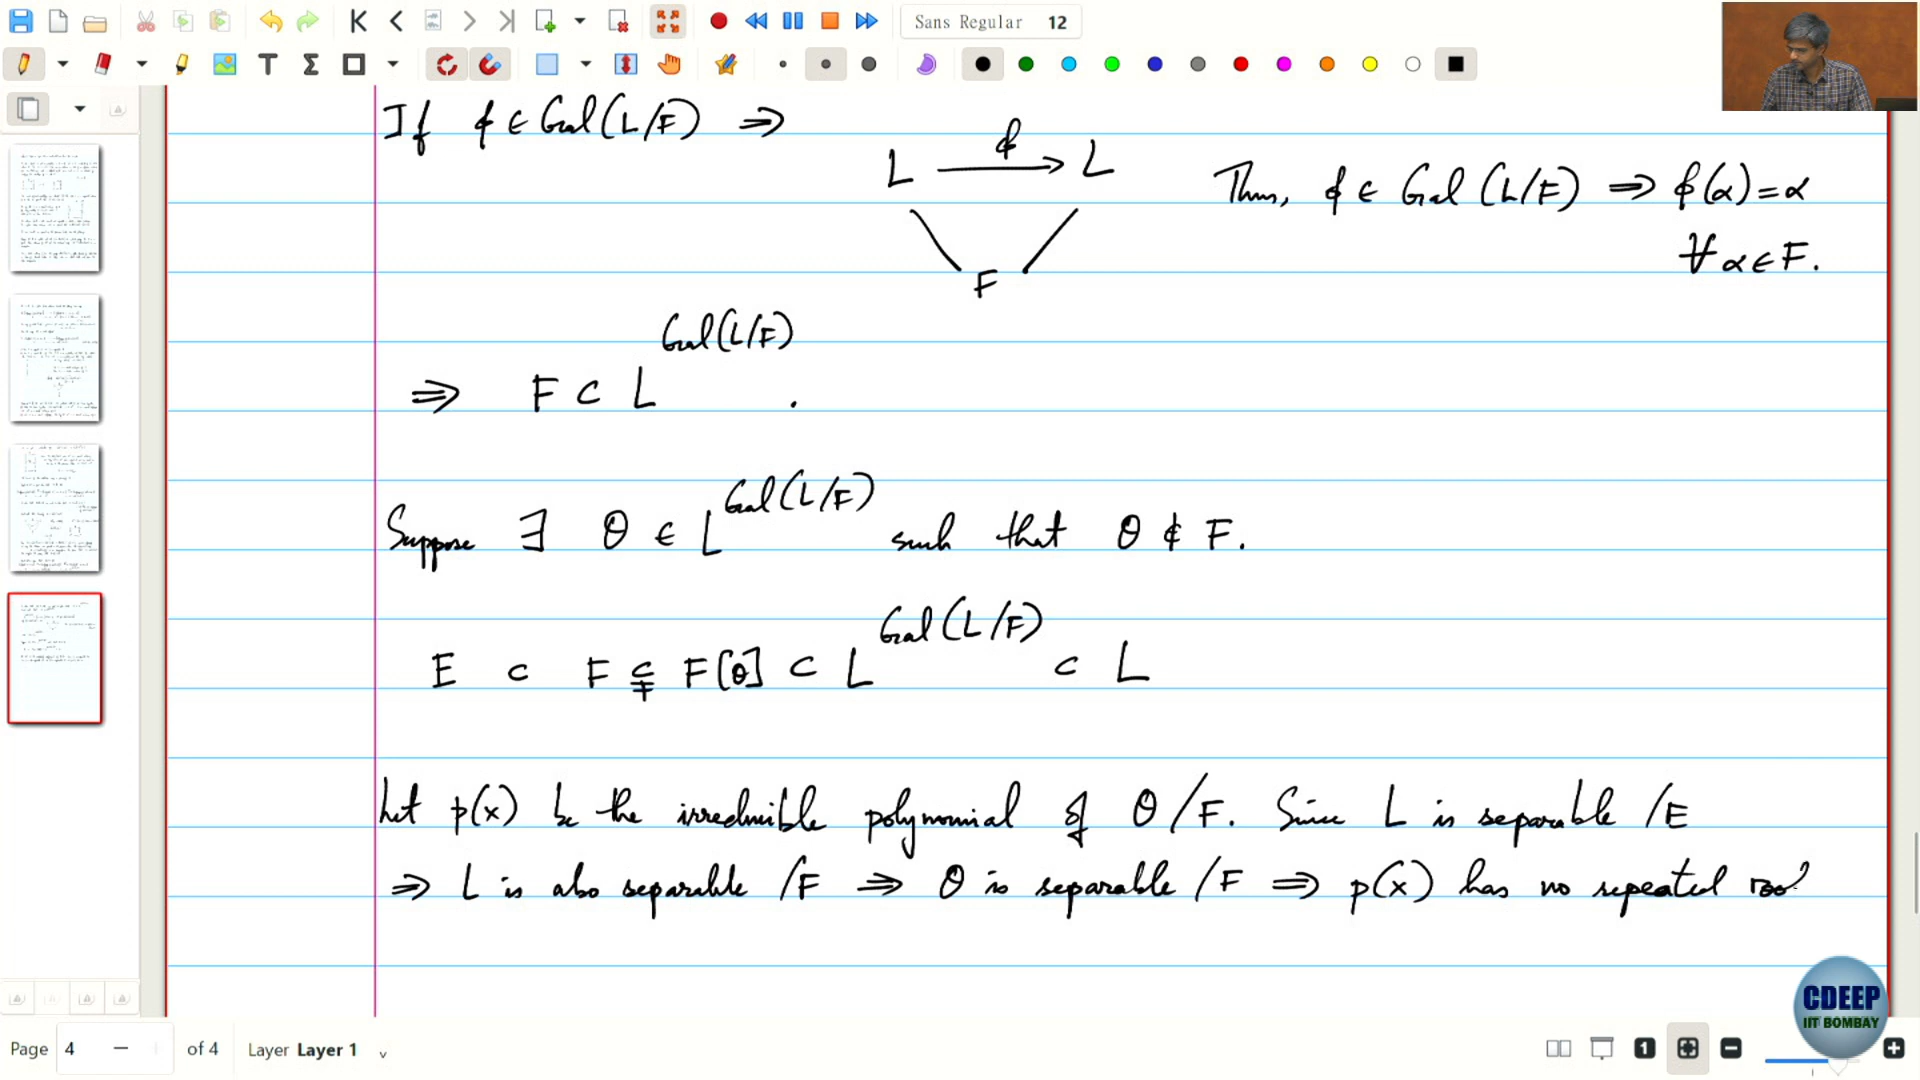 Sans Regular 12
If ϕ ∈ Gal(L/F) ⇒
L ⟶ L
ϕ
F
Thus, ϕ ∈ Gal(L/F) ⇒ ϕ(α)=α
∀ α∈F.
⇒ F ⊂ L^{Gal(L/F)}.
Suppose ∃ θ ∈ L^{Gal(L/F)} such that θ ∉ F.
E ⊂ F ⊊ F[θ] ⊂ L^{Gal(L/F)} ⊂ L
Let p(x) be the irreducible polynomial of θ/F. Since L is separable /E
⇒ L is also separable /F ⇒ θ is separable /F ⇒ p(x) has no repeated roo
CDEEP
IIT BOMBAY
Page 4 of 4 Layer Layer 1